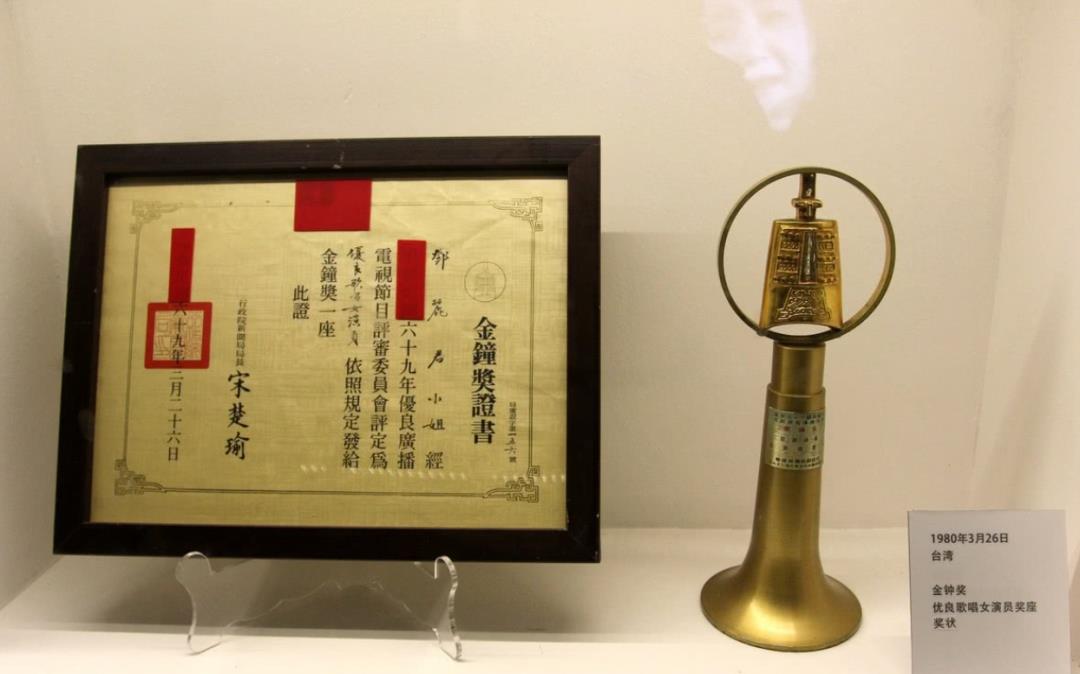 金鐘獎證書
鄧麗君小姐經
六十九年優良廣播
電視節目評審委員會評定為
優良歌唱女演員 依照規定發給
金鐘獎一座
此證
行政院新聞局局長 宋楚瑜
六十九年三月二十六日
1980年3月26日
台湾
金钟奖
优良歌唱女演员奖座
奖状